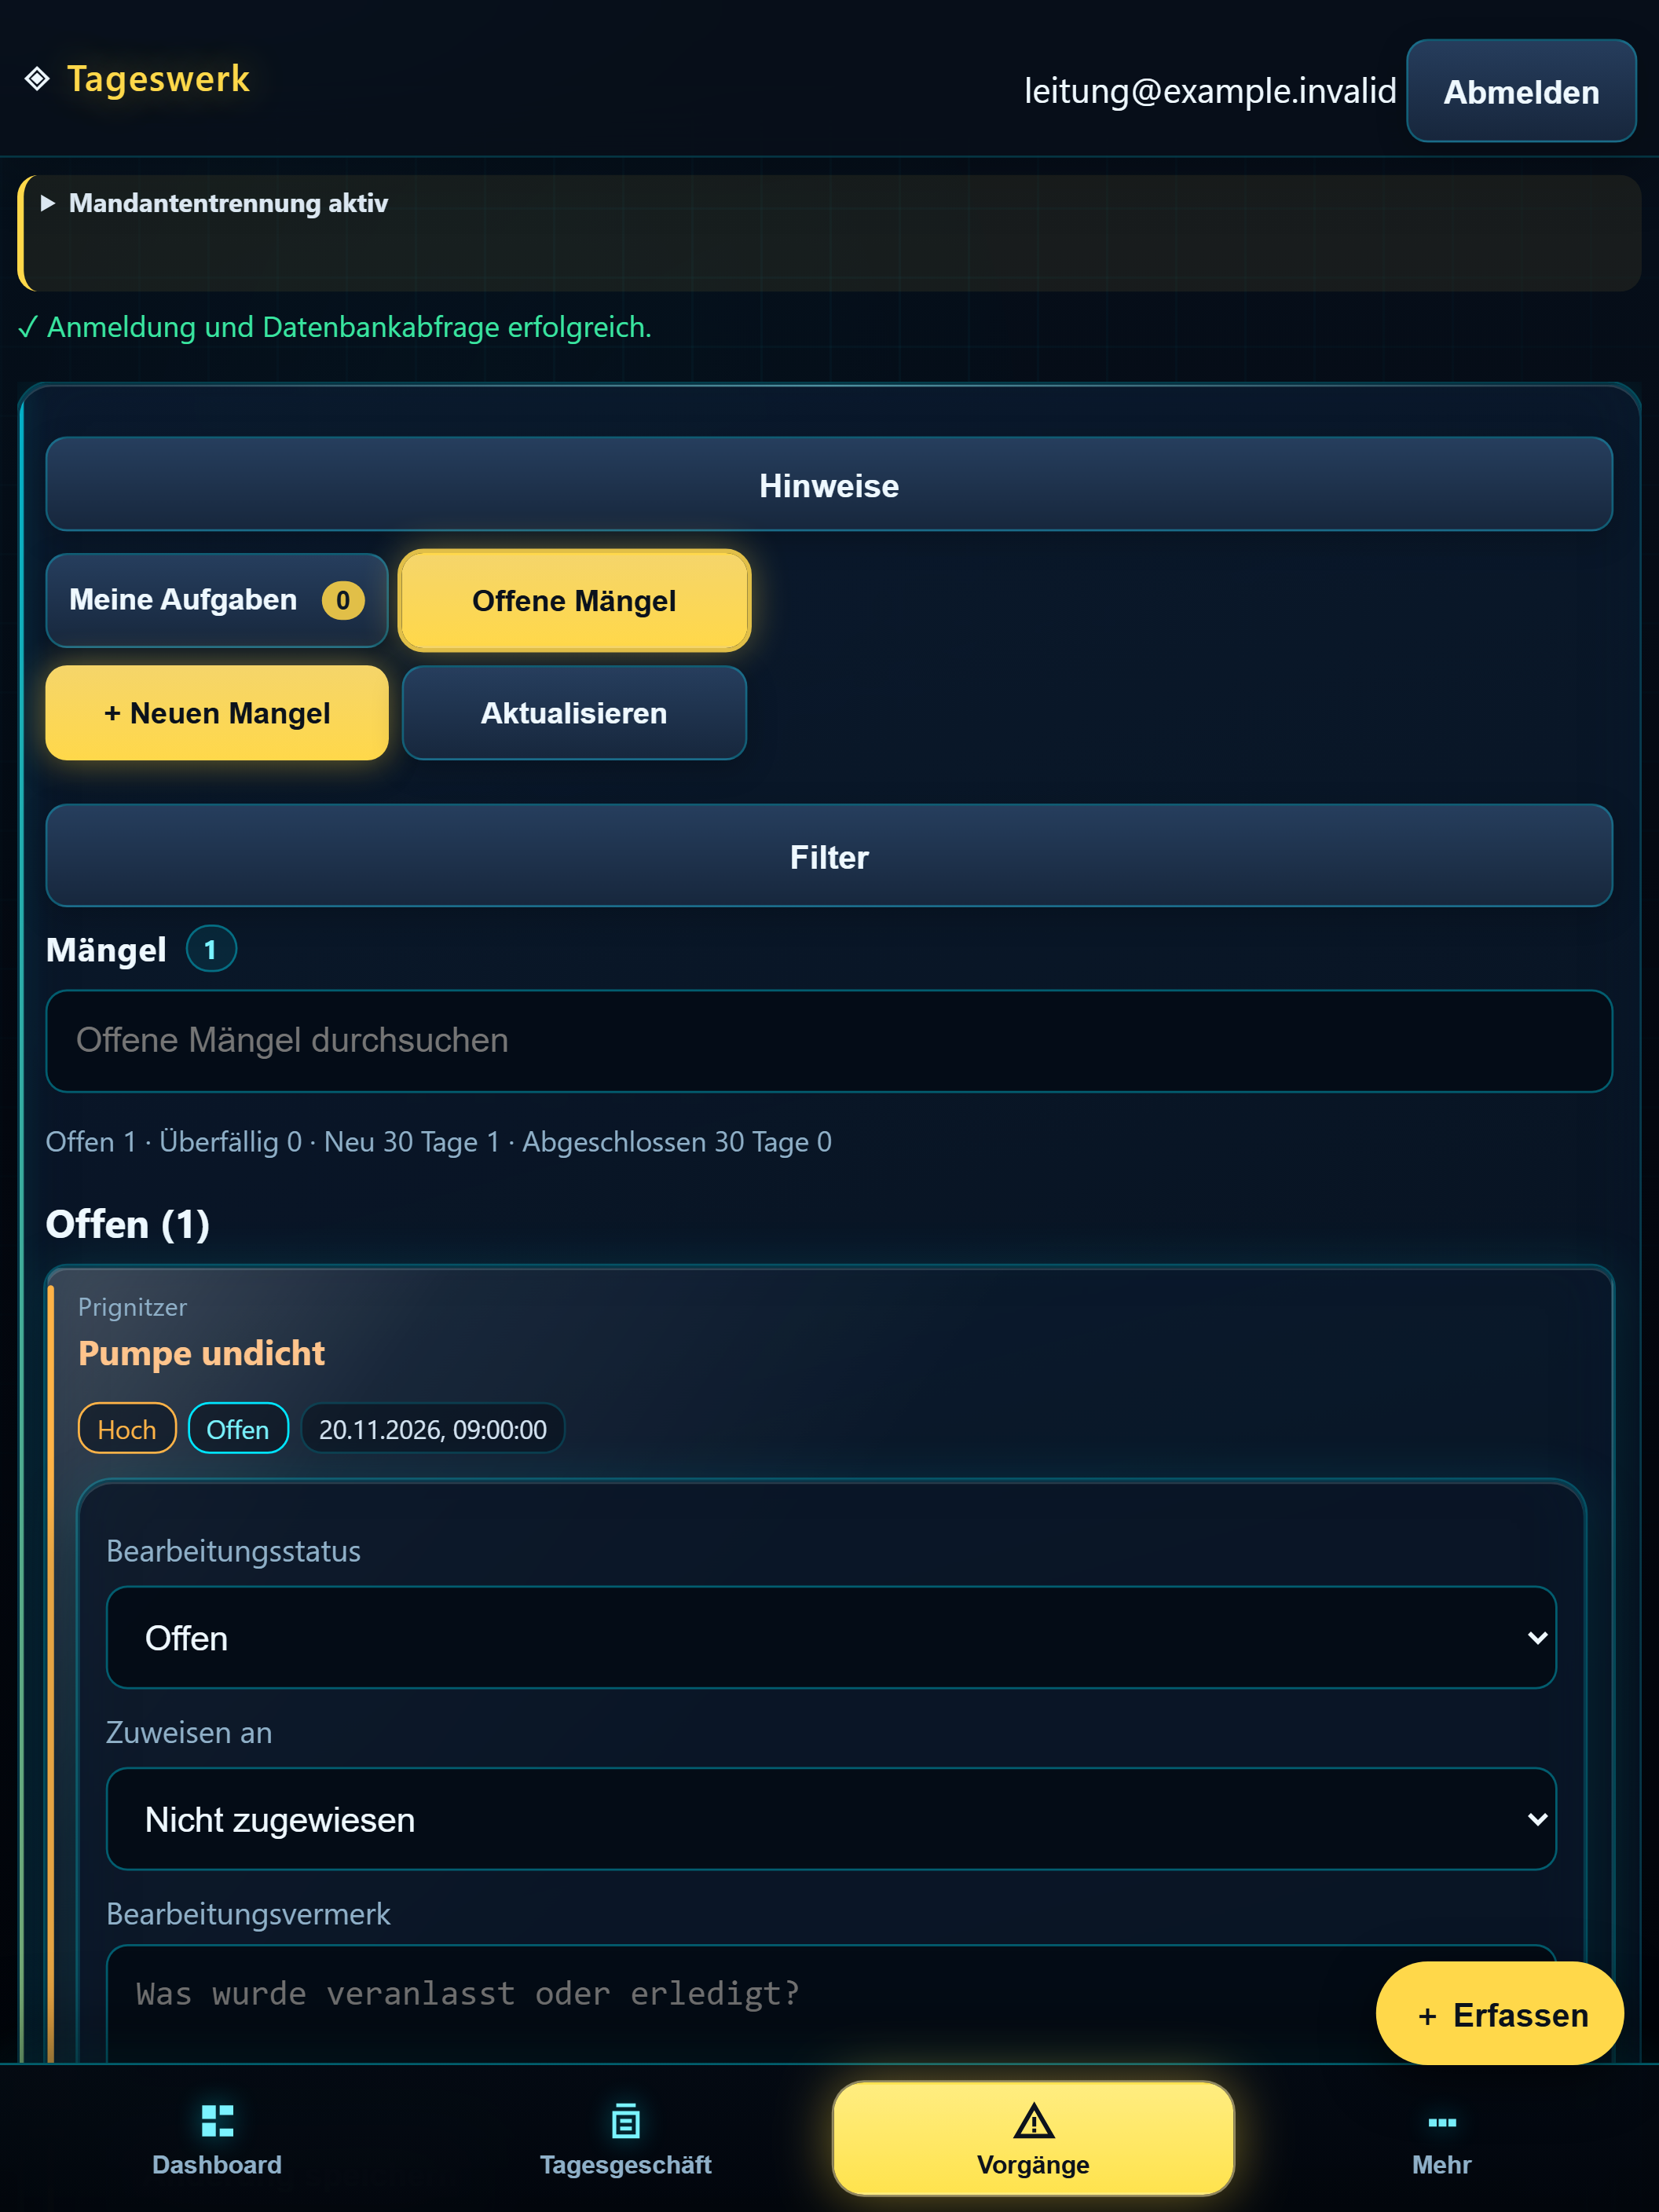 Tageswerk
leitung@example.invalid
Abmelden
Mandantentrennung aktiv
✓ Anmeldung und Datenbankabfrage erfolgreich.
Hinweise
Meine Aufgaben 0
Offene Mängel
+ Neuen Mangel
Aktualisieren
Filter
Mängel 1
Offene Mängel durchsuchen
Offen 1 · Überfällig 0 · Neu 30 Tage 1 · Abgeschlossen 30 Tage 0
Offen (1)
Prignitzer
Pumpe undicht
Hoch Offen 20.11.2026, 09:00:00
Bearbeitungsstatus
Offen
Zuweisen an
Nicht zugewiesen
Bearbeitungsvermerk
Was wurde veranlasst oder erledigt?
+ Erfassen
Dashboard
Tagesgeschäft
Vorgänge
Mehr